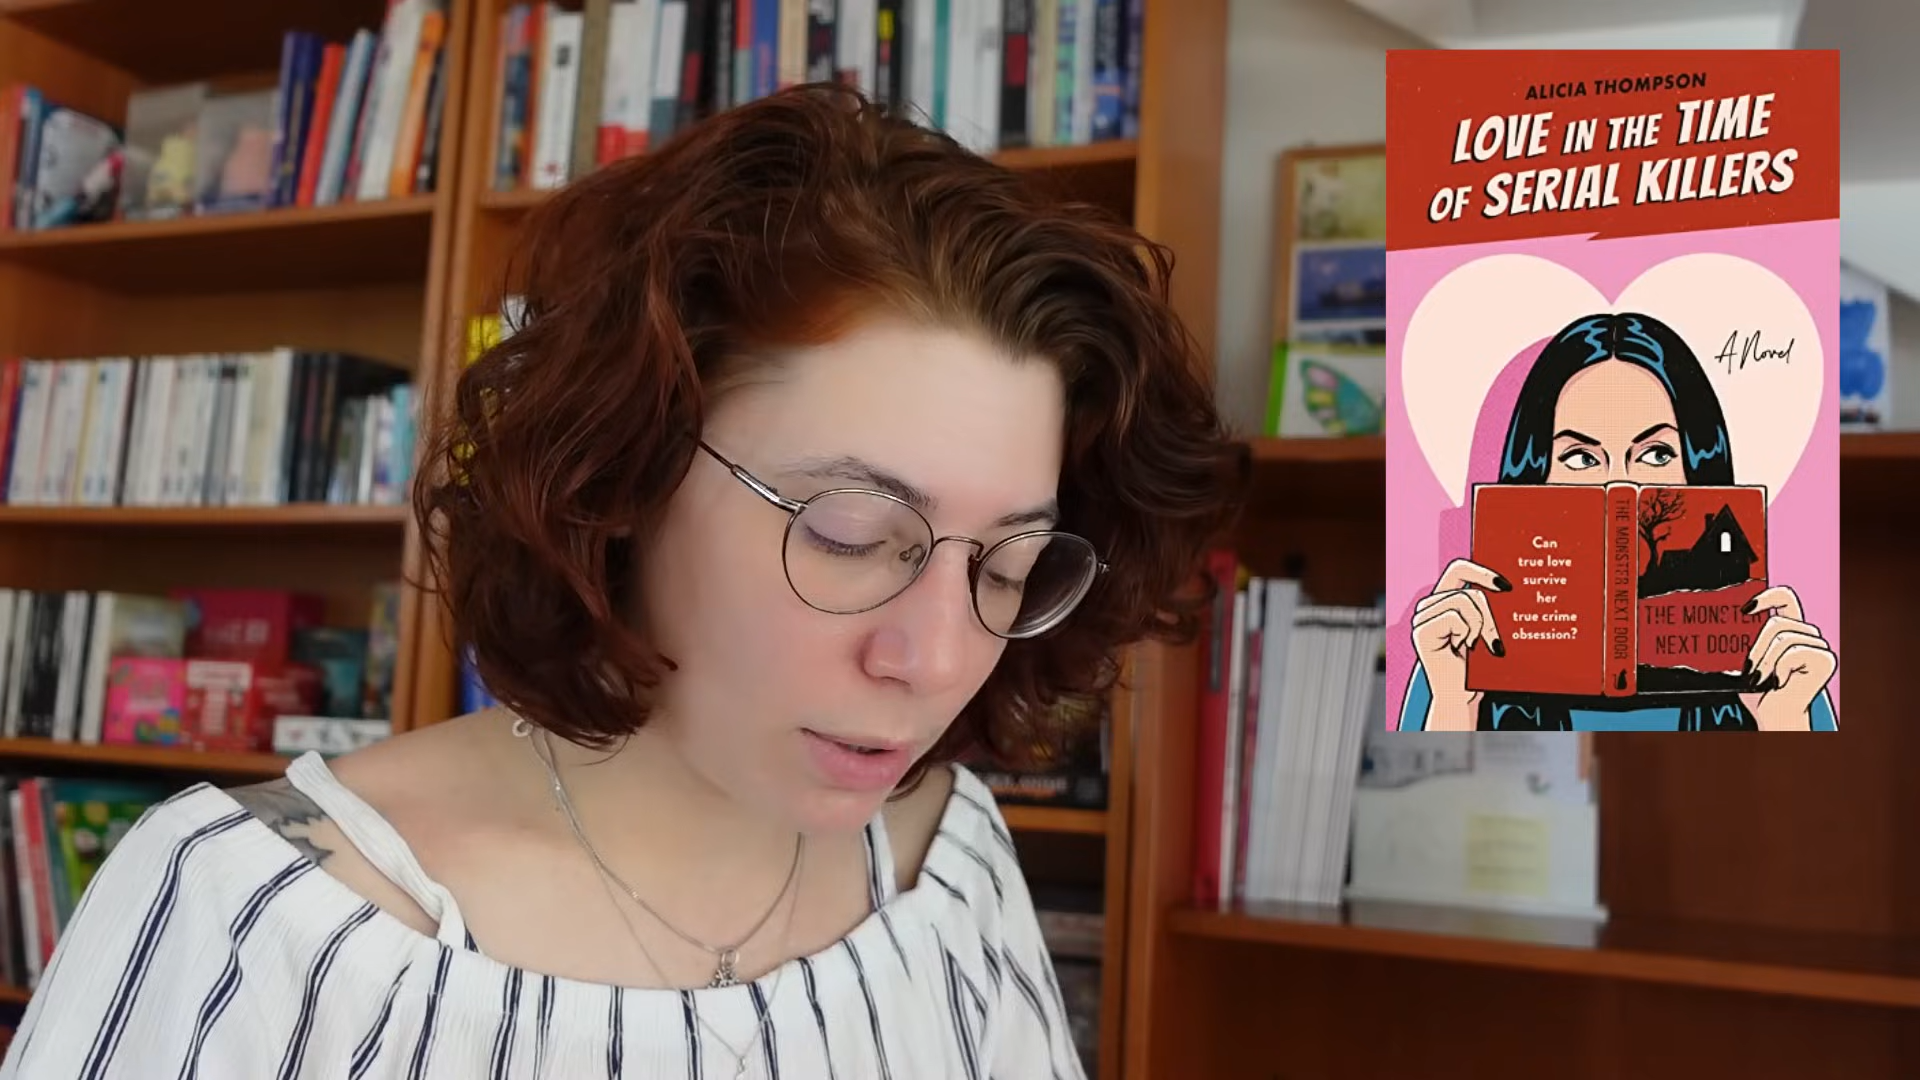 ALICIA THOMPSON
LOVE IN THE TIME
OF SERIAL KILLERS
A Novel
Can
true love
survive
her
true crime
obsession?
THE MONSTER NEXT DOOR
THE MONSTER
NEXT DOOR